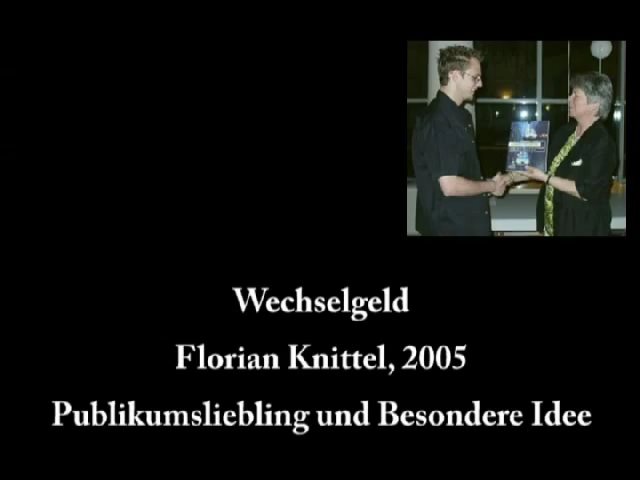 Wechselgeld
Florian Knittel, 2005
Publikumsliebling und Besondere Idee